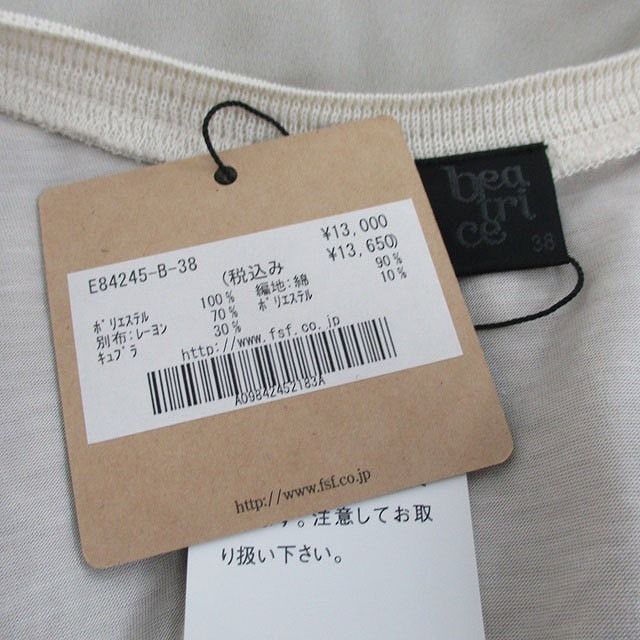 ¥13,000
E84245-B-38 (税込み ¥13,650)
ポリエステル 100% 編地:綿 90%
別布:レーヨン 70% ポリエステル 10%
キュプラ 30%
http://www.fsf.co.jp
A09842452183A
http://www.fsf.co.jp
bea
tri
ce
38
す。注意してお取
り扱い下さい。